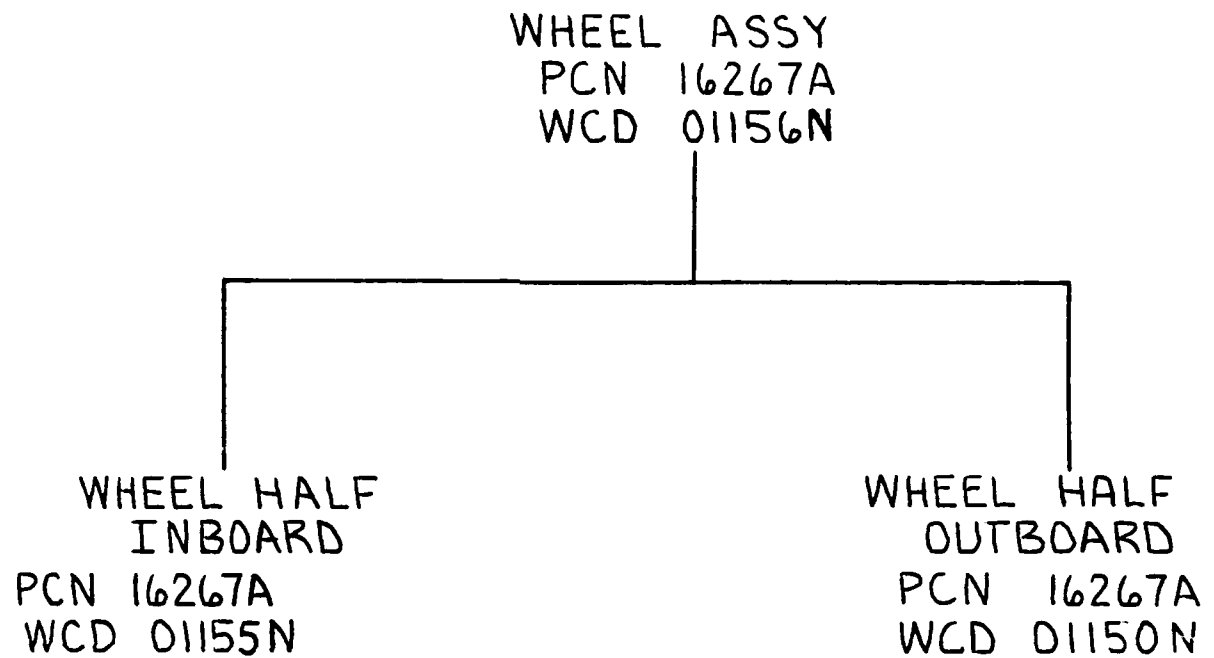 WHEEL ASSY
PCN 16267A
WCD 01156N
WHEEL HALF
INBOARD
PCN 16267A
WCD 01155N
WHEEL HALF
OUTBOARD
PCN 16267A
WCD 01150N